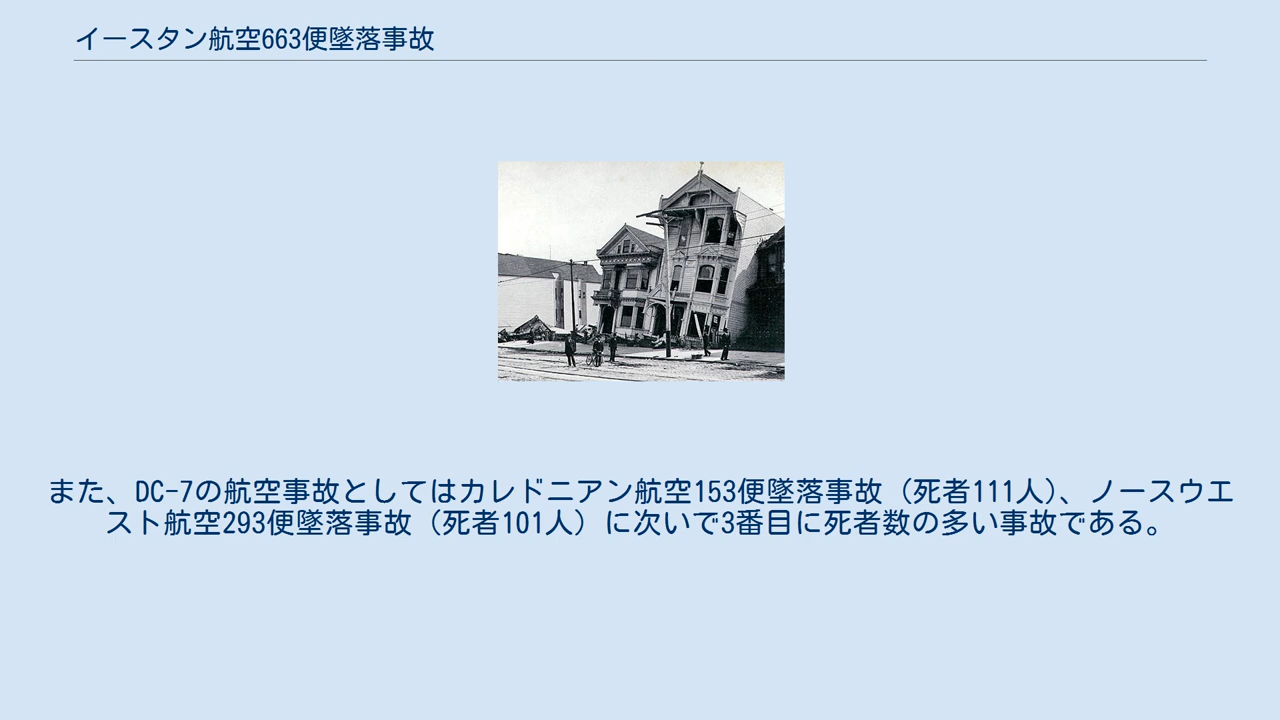 イースタン航空663便墜落事故
また、DC-7の航空事故としてはカレドニアン航空153便墜落事故（死者111人）、ノースウエ
スト航空293便墜落事故（死者101人）に次いで3番目に死者数の多い事故である。